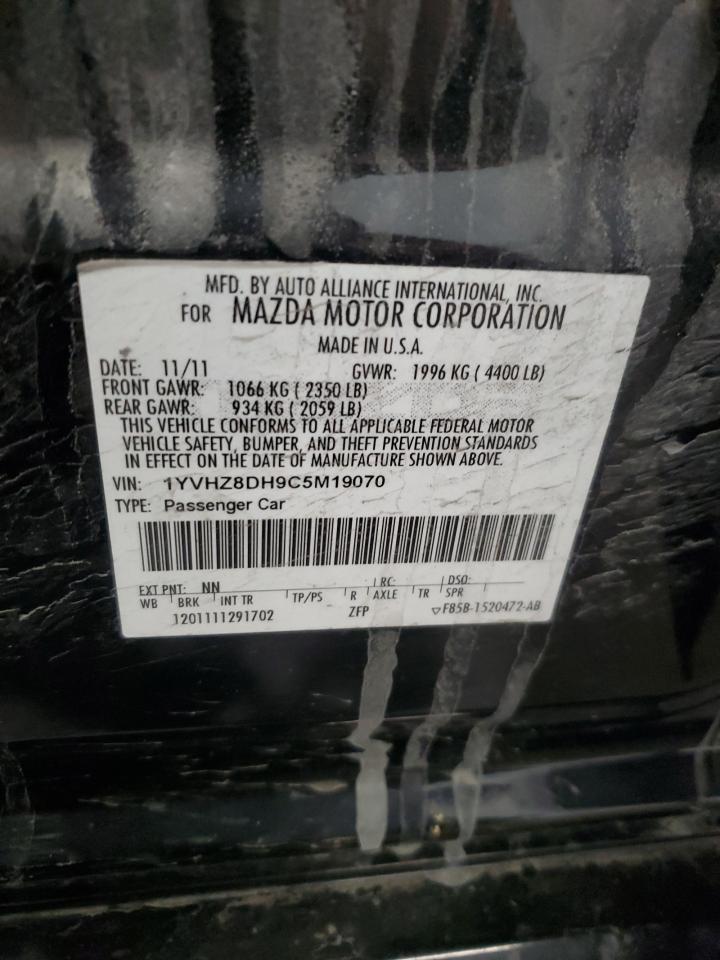 MFD. BY AUTO ALLIANCE INTERNATIONAL, INC.
FOR MAZDA MOTOR CORPORATION
MADE IN U.S.A.
DATE: 11/11 GVWR: 1996 KG ( 4400 LB)
FRONT GAWR: 1066 KG ( 2350 LB)
REAR GAWR: 934 KG ( 2059 LB)
THIS VEHICLE CONFORMS TO ALL APPLICABLE FEDERAL MOTOR
VEHICLE SAFETY, BUMPER, AND THEFT PREVENTION STANDARDS
IN EFFECT ON THE DATE OF MANUFACTURE SHOWN ABOVE.
VIN: 1YVHZ8DH9C5M19070
TYPE: Passenger Car
EXT PNT: NN RC: DSO:
WB BRK INT TR TP/PS R AXLE TR SPR
1201111291702 ZFP ▽F85B-1520472-AB